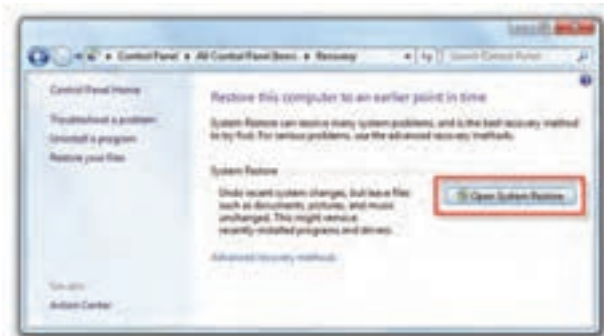 Control Panel ▸ All Control Panel Items ▸ Recovery
Search Control Panel
Control Panel Home
Restore this computer to an earlier point in time
Troubleshoot a problem
System Restore can resolve many system problems, and is the best recovery method
Uninstall a program
to try first. For serious problems, use the advanced recovery methods.
Restore your files
System Restore
Undo recent system changes, but leave files
such as documents, pictures, and music
unchanged. This might remove
recently-installed programs and drivers.
Open System Restore
Advanced recovery methods
See also
Action Center